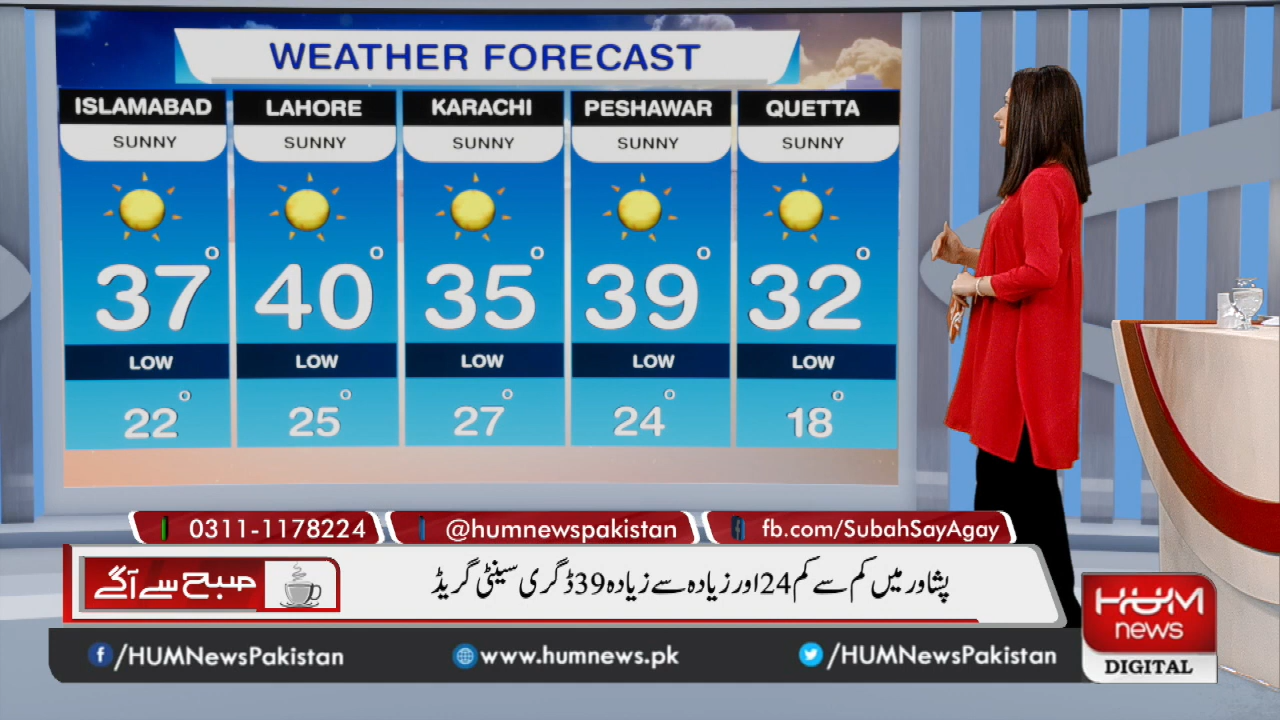 WEATHER FORECAST
ISLAMABAD LAHORE KARACHI PESHAWAR QUETTA
SUNNY SUNNY SUNNY SUNNY SUNNY
37° 40° 35° 39° 32°
LOW LOW LOW LOW LOW
22° 25° 27° 24° 18°
0311-1178224 @humnewspakistan fb.com/SubahSayAgay
صبح سے آگے
پشاور میں کم سے کم 24 اور زیادہ سے زیادہ 39 ڈگری سینٹی گریڈ
HUM
news
DIGITAL
f /HUMNewsPakistan www.humnews.pk /HUMNewsPakistan